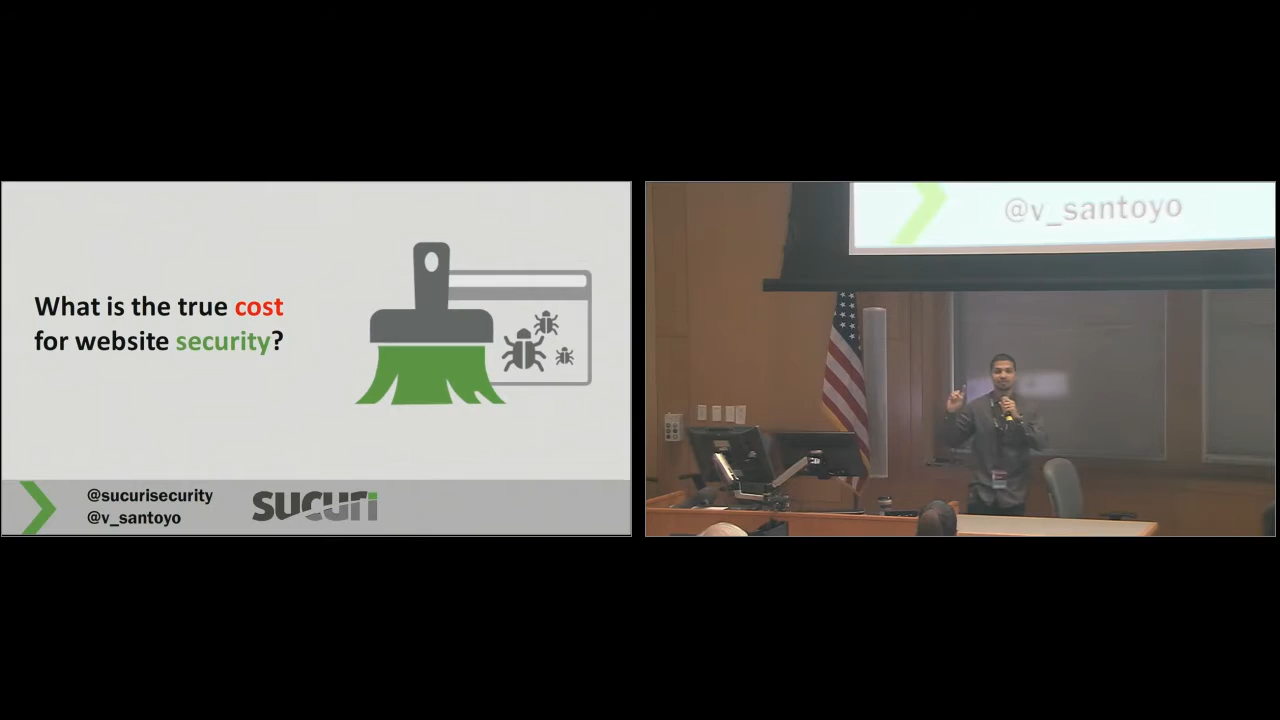 What is the true cost
for website security?
@sucurisecurity
@v_santoyo
sucuri
@v_santoyo